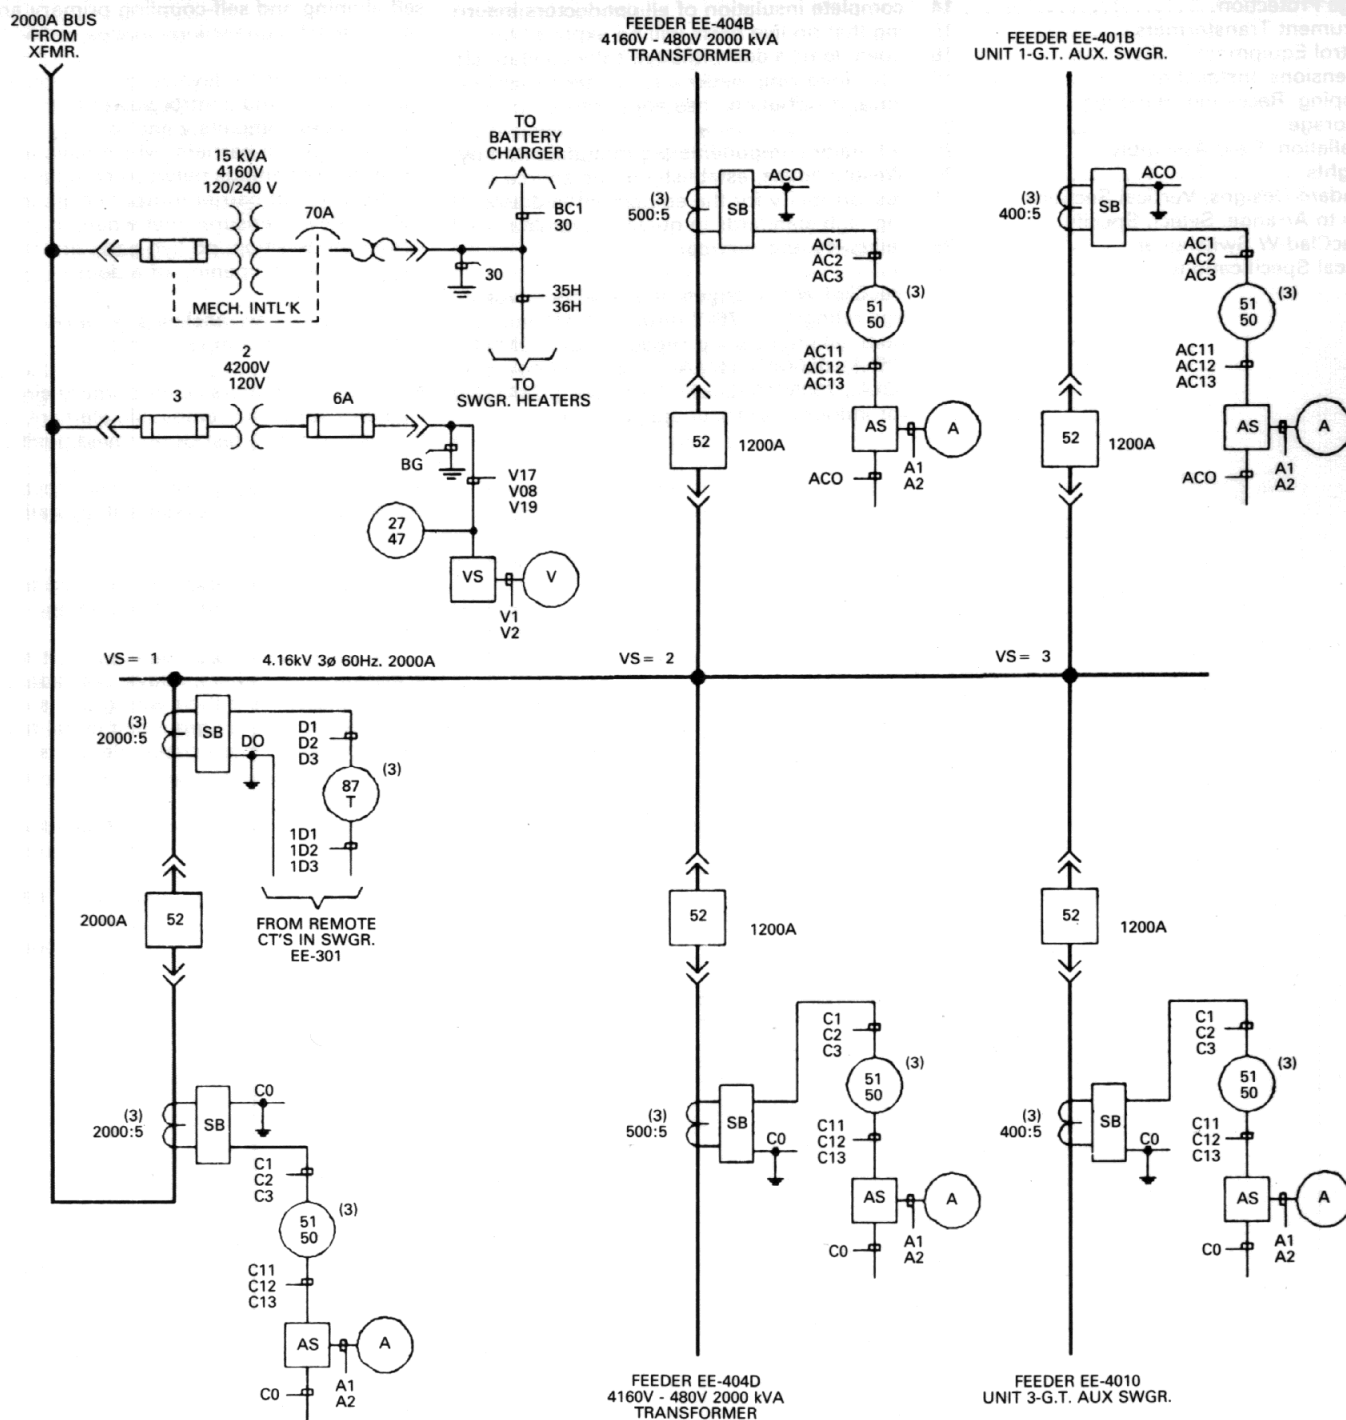 2000A BUS
FROM
XFMR.
FEEDER EE-404B
4160V - 480V 2000 kVA
TRANSFORMER
FEEDER EE-401B
UNIT 1-G.T. AUX. SWGR.
TO
BATTERY
CHARGER
15 kVA
4160V
120/240 V
70A
BC1
30
30
35H
36H
MECH. INTL'K
TO
SWGR. HEATERS
2
4200V
120V
3
6A
BG
V17
V08
V19
27
47
VS
V
V1
V2
(3)
500:5
SB
ACO
AC1
AC2
AC3
51
50
(3)
AC11
AC12
AC13
52
1200A
AS
A
ACO
A1
A2
(3)
400:5
SB
ACO
AC1
AC2
AC3
51
50
(3)
AC11
AC12
AC13
52
1200A
AS
A
ACO
A1
A2
VS= 1
4.16kV 3ø 60Hz. 2000A
VS= 2
VS= 3
(3)
2000:5
SB
DO
D1
D2
D3
87
T
(3)
1D1
1D2
1D3
2000A
52
FROM REMOTE
CT'S IN SWGR.
EE-301
52
1200A
52
1200A
(3)
2000:5
SB
C0
C1
C2
C3
51
50
(3)
C11
C12
C13
AS
A
C0
A1
A2
(3)
500:5
SB
C0
C1
C2
C3
51
50
(3)
C11
C12
C13
AS
A
C0
A1
A2
(3)
400:5
SB
C0
C1
C2
C3
51
50
(3)
C11
C12
C13
AS
A
C0
A1
A2
FEEDER EE-404D
4160V - 480V 2000 kVA
TRANSFORMER
FEEDER EE-4010
UNIT 3-G.T. AUX SWGR.